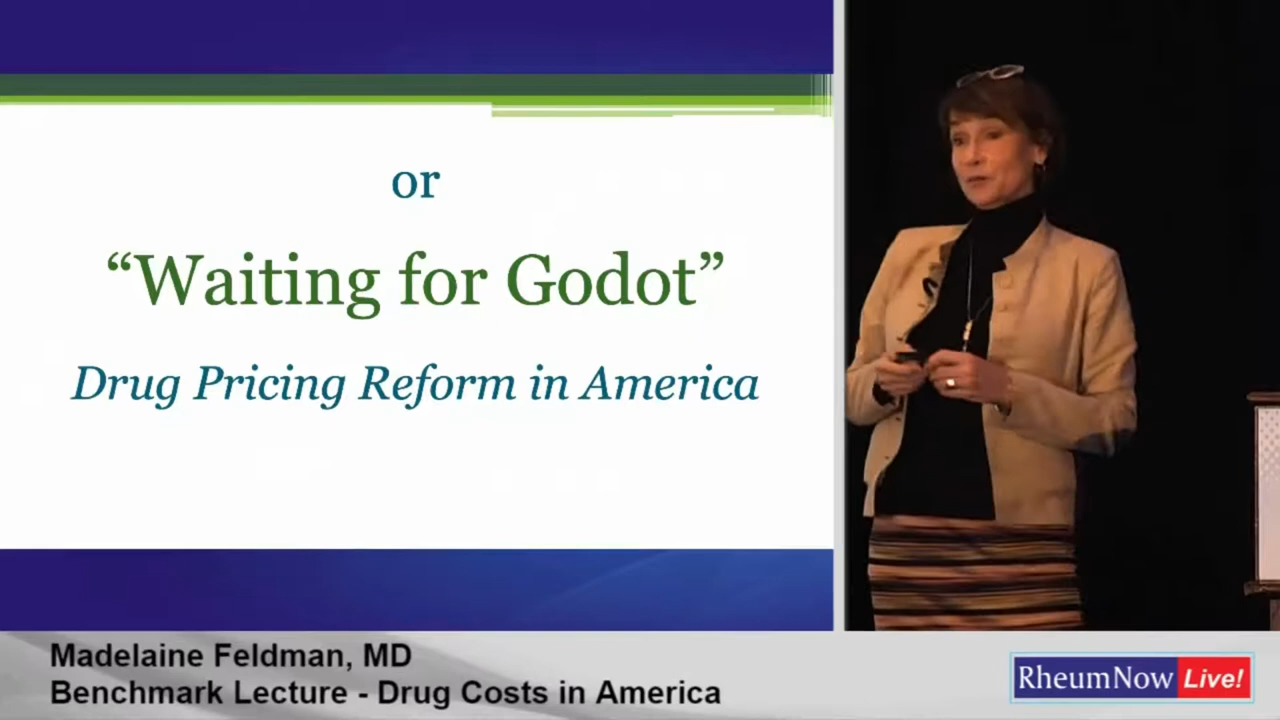 or
“Waiting for Godot”
Drug Pricing Reform in America
Madelaine Feldman, MD
Benchmark Lecture - Drug Costs in America
RheumNow Live!